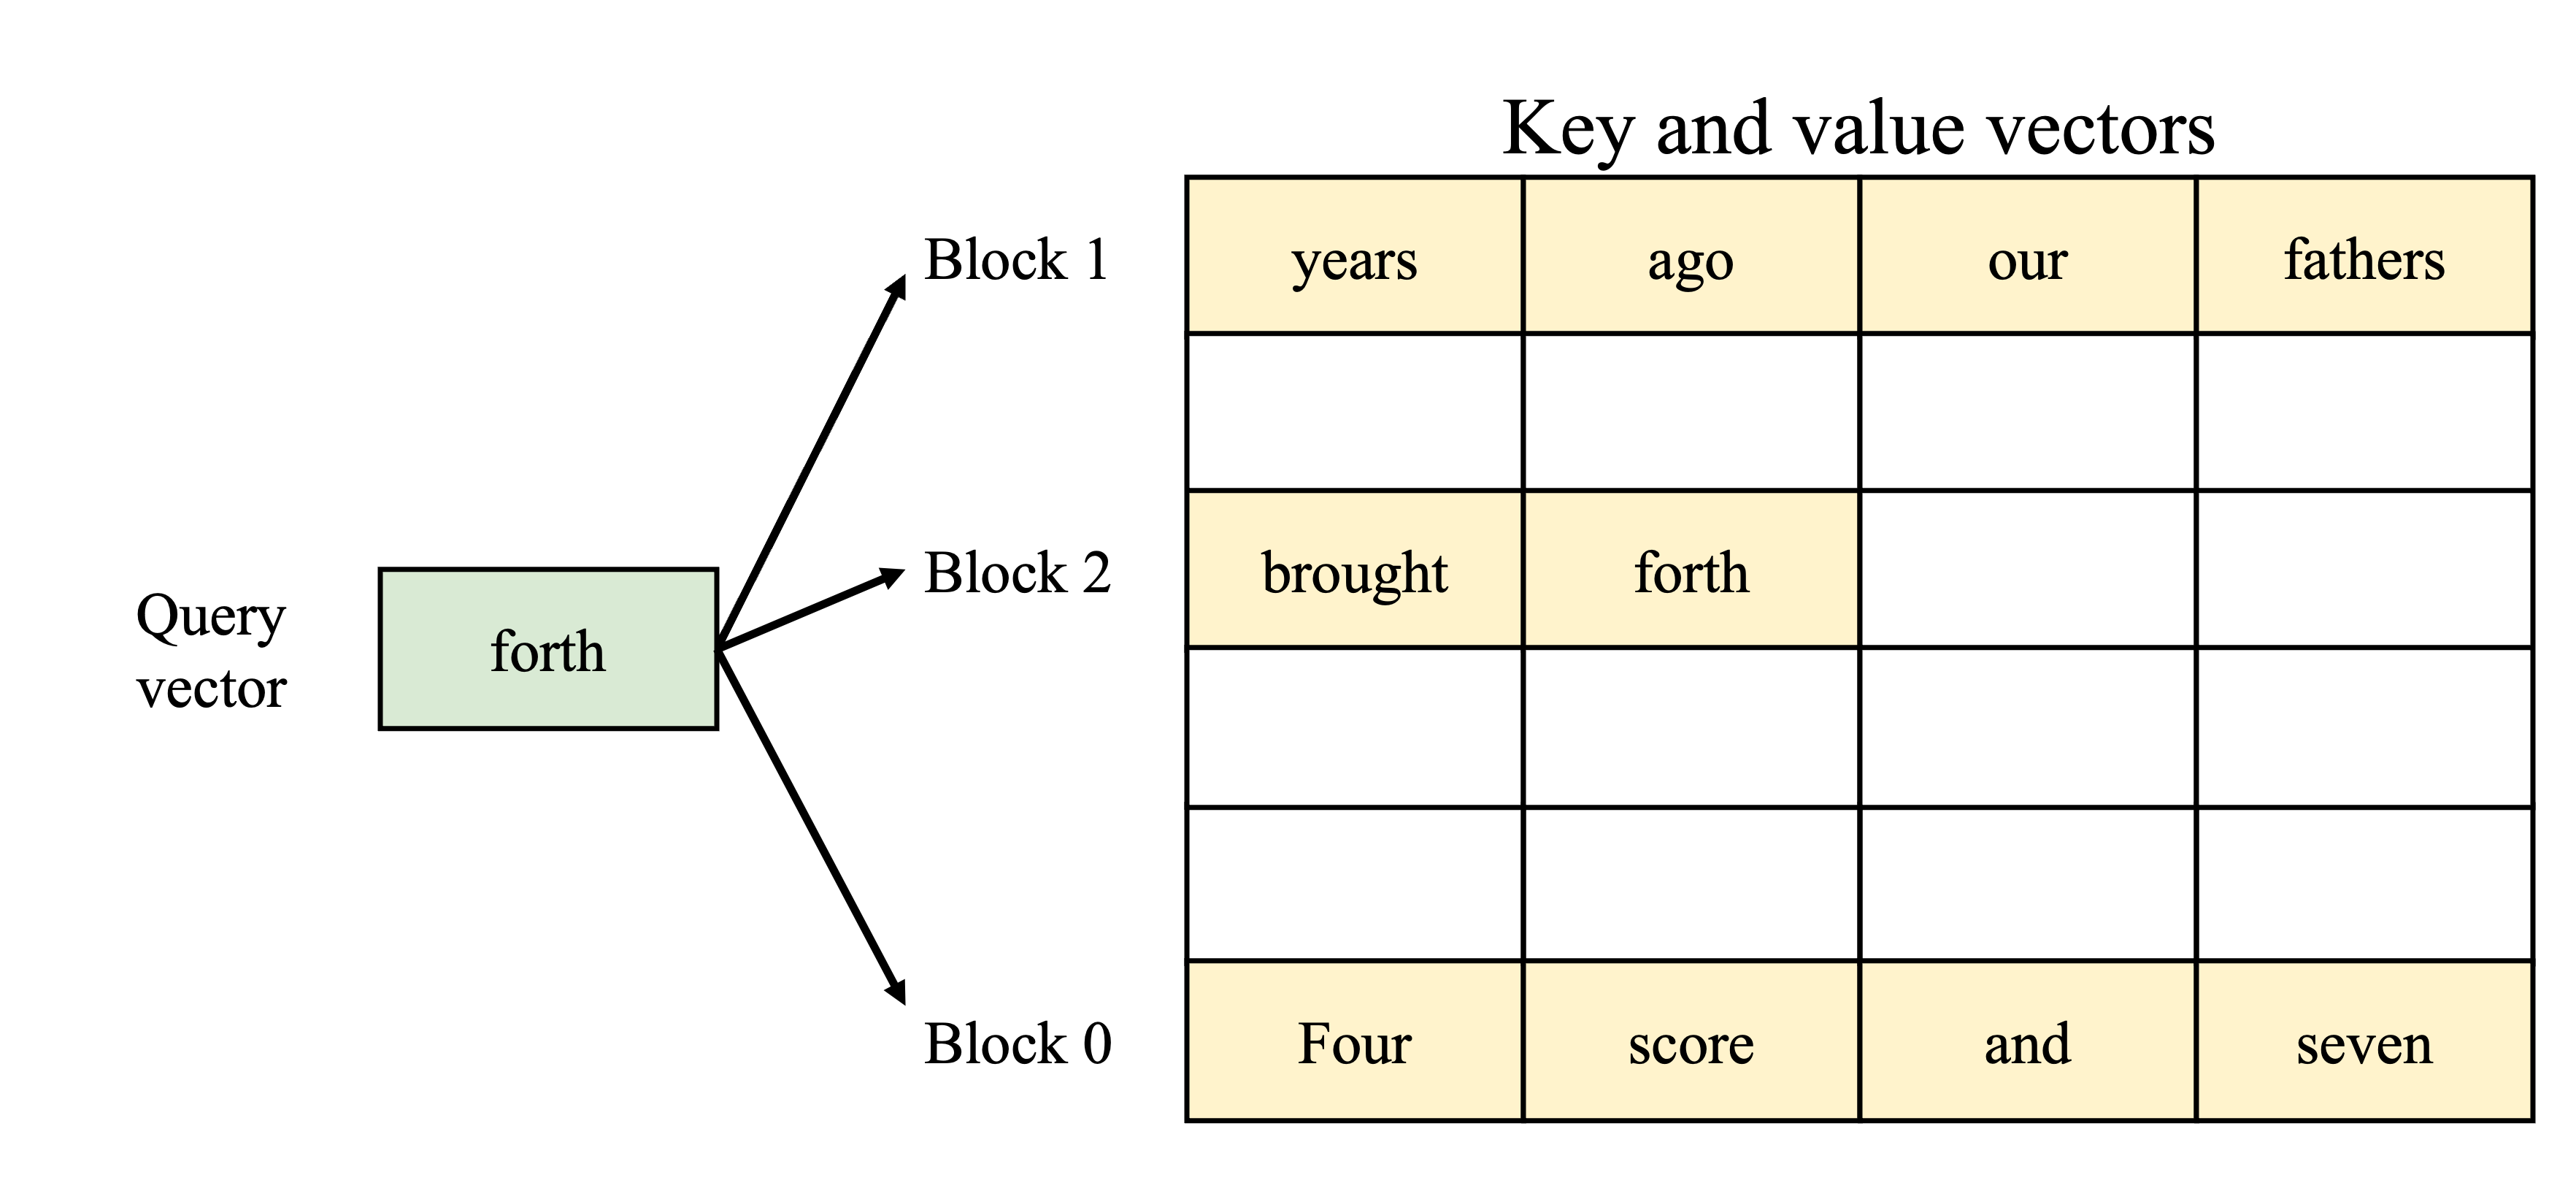 Key and value vectors
Block 1 years ago our fathers
Block 2 brought forth
Query
vector
forth
Block 0 Four score and seven